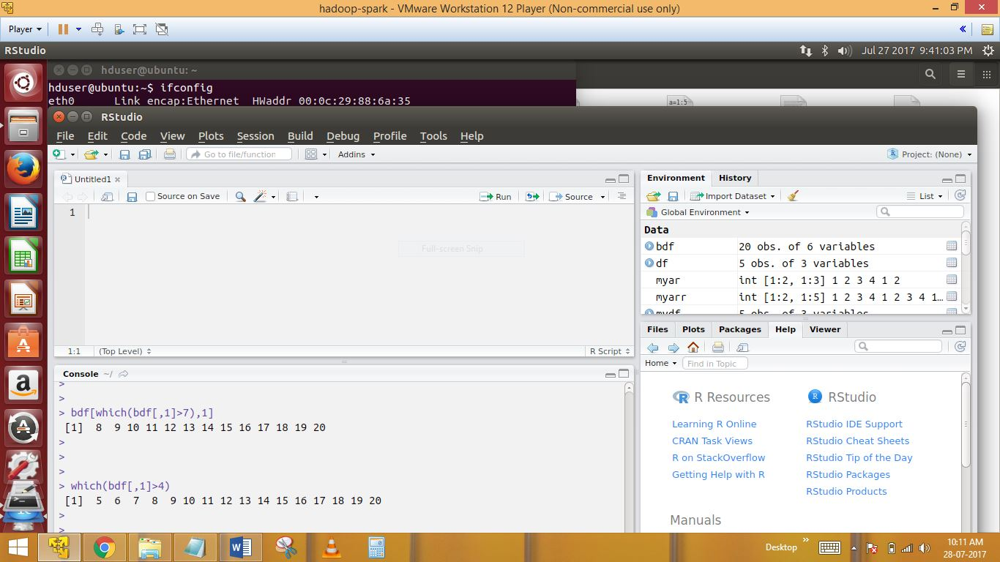 hadoop-spark - VMware Workstation 12 Player (Non-commercial use only)
Player
RStudio
Jul 27 2017 9:41:03 PM
hduser@ubuntu: ~
hduser@ubuntu:~$ ifconfig
eth0 Link encap:Ethernet HWaddr 00:0c:29:88:6a:35
a=1:5
RStudio
File Edit Code View Plots Session Build Debug Profile Tools Help
Go to file/function Addins Project: (None)
Untitled1
Source on Save Run Source
1
Full-screen Snip
1:1 (Top Level) R Script
Console ~/
>
>
> bdf[which(bdf[,1]>7),1]
[1] 8 9 10 11 12 13 14 15 16 17 18 19 20
>
>
>
> which(bdf[,1]>4)
[1] 5 6 7 8 9 10 11 12 13 14 15 16 17 18 19 20
>
>
Environment History
Import Dataset List
Global Environment
Data
bdf 20 obs. of 6 variables
df 5 obs. of 3 variables
myar int [1:2, 1:3] 1 2 3 4 1 2
myarr int [1:2, 1:5] 1 2 3 4 1 2 3 4 1...
mydf 5 obs. of 3 variables
Files Plots Packages Help Viewer
Home Find in Topic
R Resources
Learning R Online
CRAN Task Views
R on StackOverflow
Getting Help with R
RStudio
RStudio IDE Support
RStudio Cheat Sheets
RStudio Tip of the Day
RStudio Packages
RStudio Products
Manuals
Desktop
10:11 AM
28-07-2017